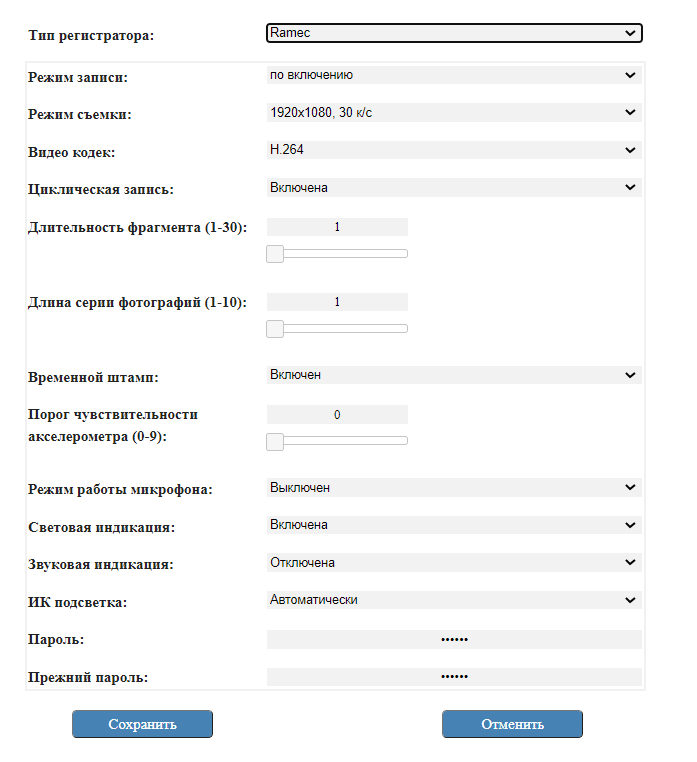 Тип регистратора: Ramec
Режим записи: по включению
Режим съемки: 1920x1080, 30 к/с
Видео кодек: H.264
Циклическая запись: Включена
Длительность фрагмента (1-30): 1
Длина серии фотографий (1-10): 1
Временной штамп: Включен
Порог чувствительности 0
акселерометра (0-9):
Режим работы микрофона: Выключен
Световая индикация: Включена
Звуковая индикация: Отключена
ИК подсветка: Автоматически
Пароль: ••••••
Прежний пароль: ••••••
Сохранить Отменить